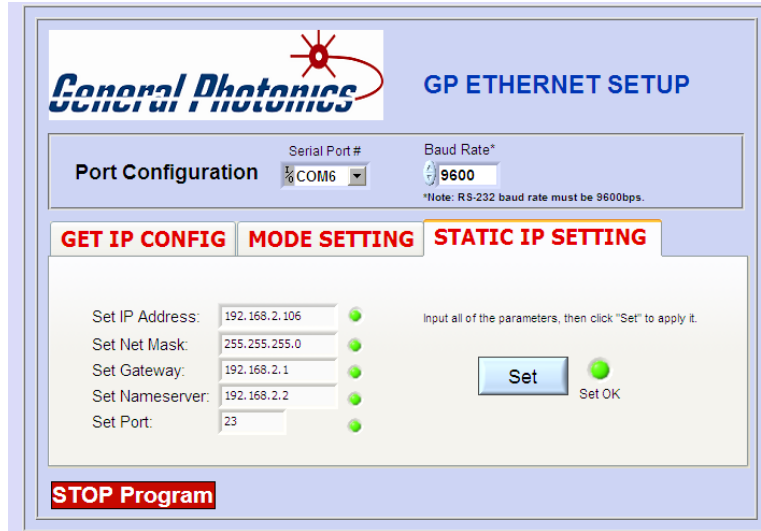 General Photonics
GP ETHERNET SETUP
Port Configuration
Serial Port #
COM6
Baud Rate*
9600
*Note: RS-232 baud rate must be 9600bps.
GET IP CONFIG
MODE SETTING
STATIC IP SETTING
Set IP Address: 192.168.2.106
Set Net Mask: 255.255.255.0
Set Gateway: 192.168.2.1
Set Nameserver: 192.168.2.2
Set Port: 23
Input all of the parameters, then click "Set" to apply it.
Set
Set OK
STOP Program